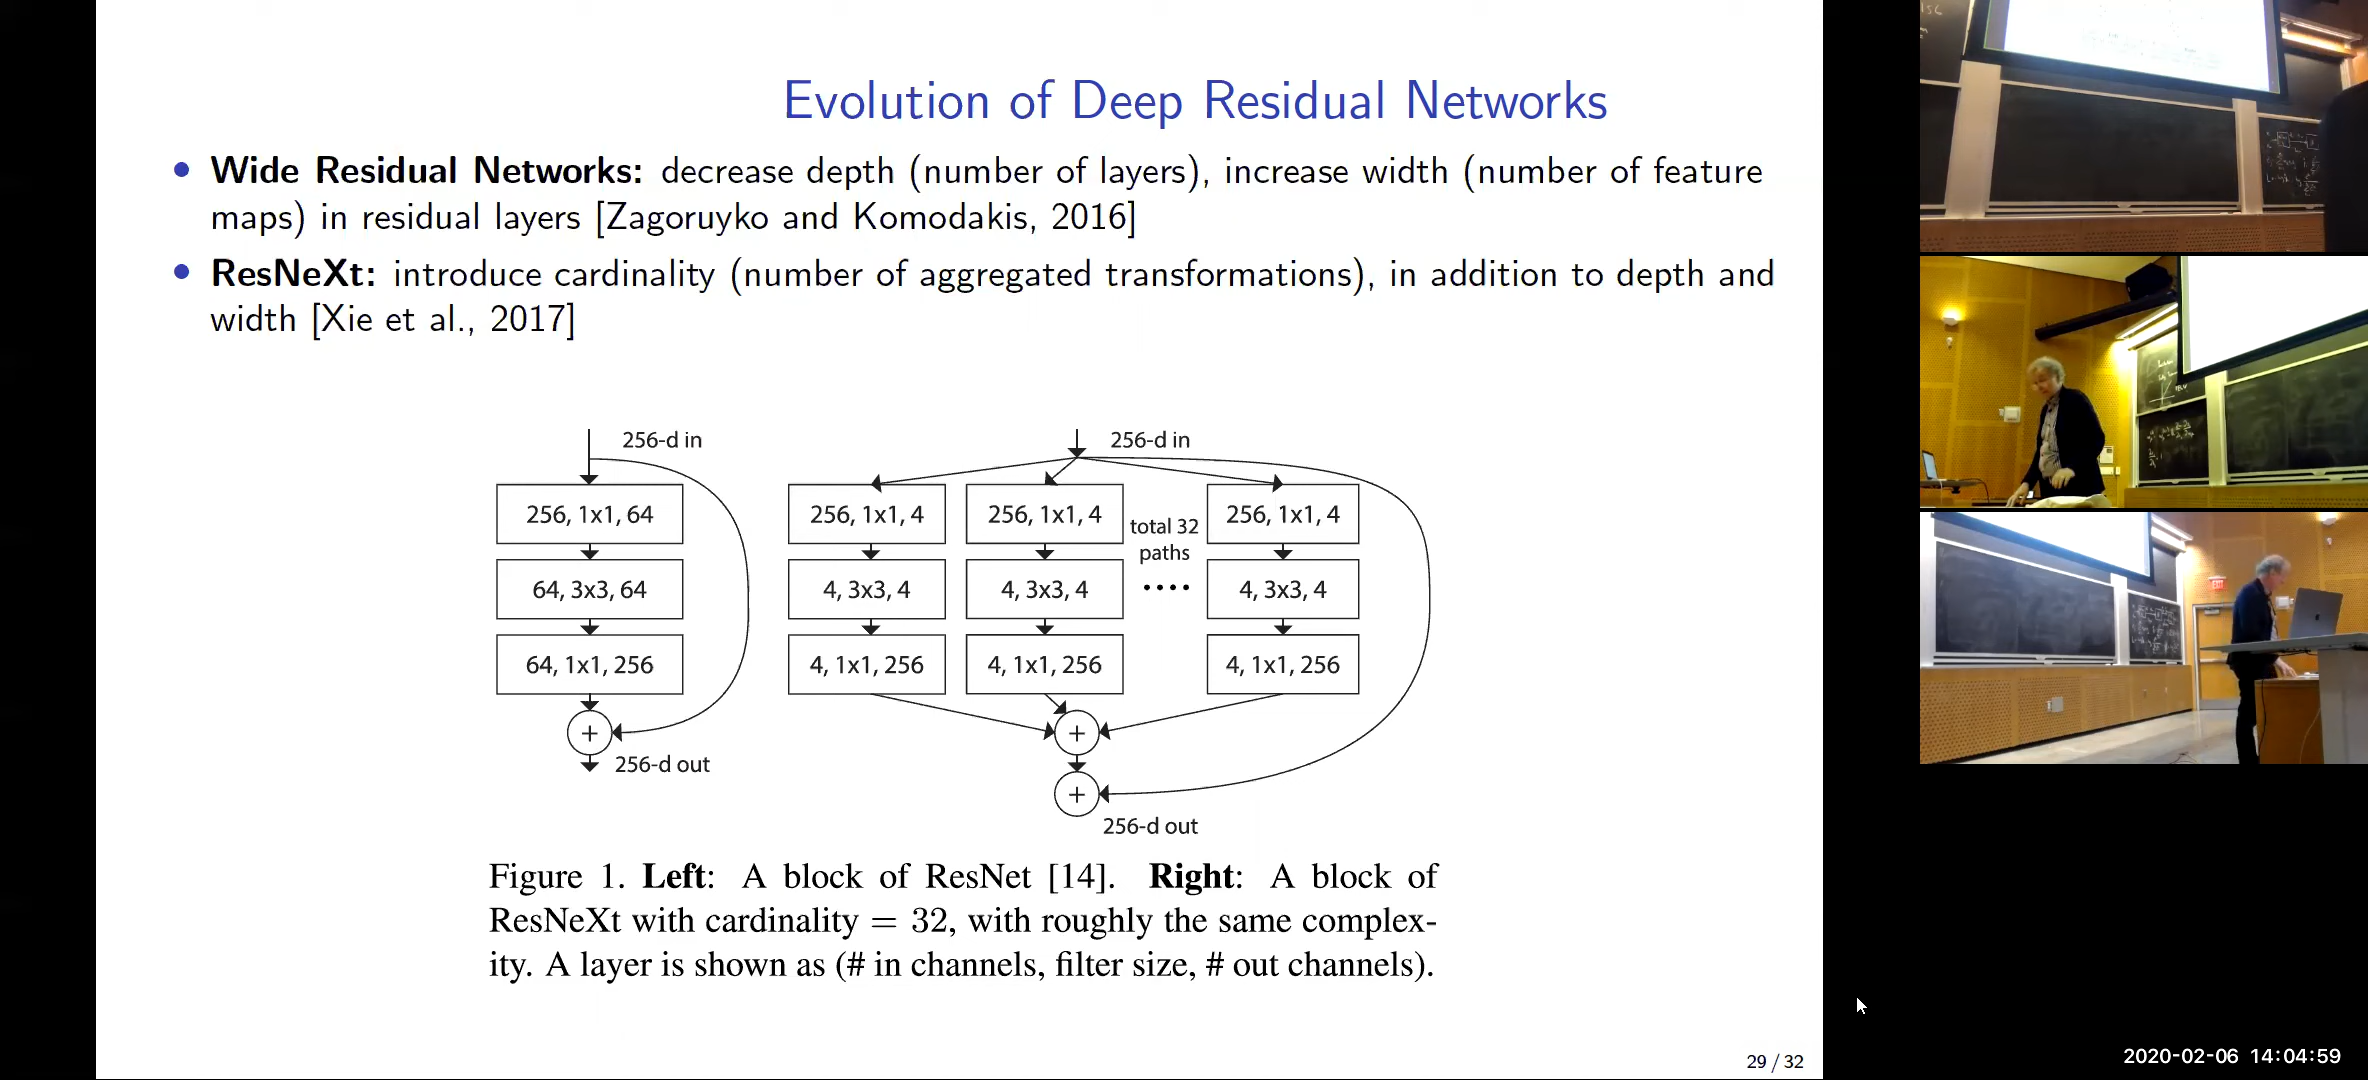 Evolution of Deep Residual Networks
• Wide Residual Networks: decrease depth (number of layers), increase width (number of feature
maps) in residual layers [Zagoruyko and Komodakis, 2016]
• ResNeXt: introduce cardinality (number of aggregated transformations), in addition to depth and
width [Xie et al., 2017]
256-d in
256, 1x1, 64
64, 3x3, 64
64, 1x1, 256
+
256-d out
256-d in
256, 1x1, 4
256, 1x1, 4
total 32
paths
....
256, 1x1, 4
4, 3x3, 4
4, 3x3, 4
4, 3x3, 4
4, 1x1, 256
4, 1x1, 256
4, 1x1, 256
+
+
256-d out
Figure 1. Left: A block of ResNet [14]. Right: A block of
ResNeXt with cardinality = 32, with roughly the same complex-
ity. A layer is shown as (# in channels, filter size, # out channels).
29 / 32
EXIT
2020-02-06 14:04:59